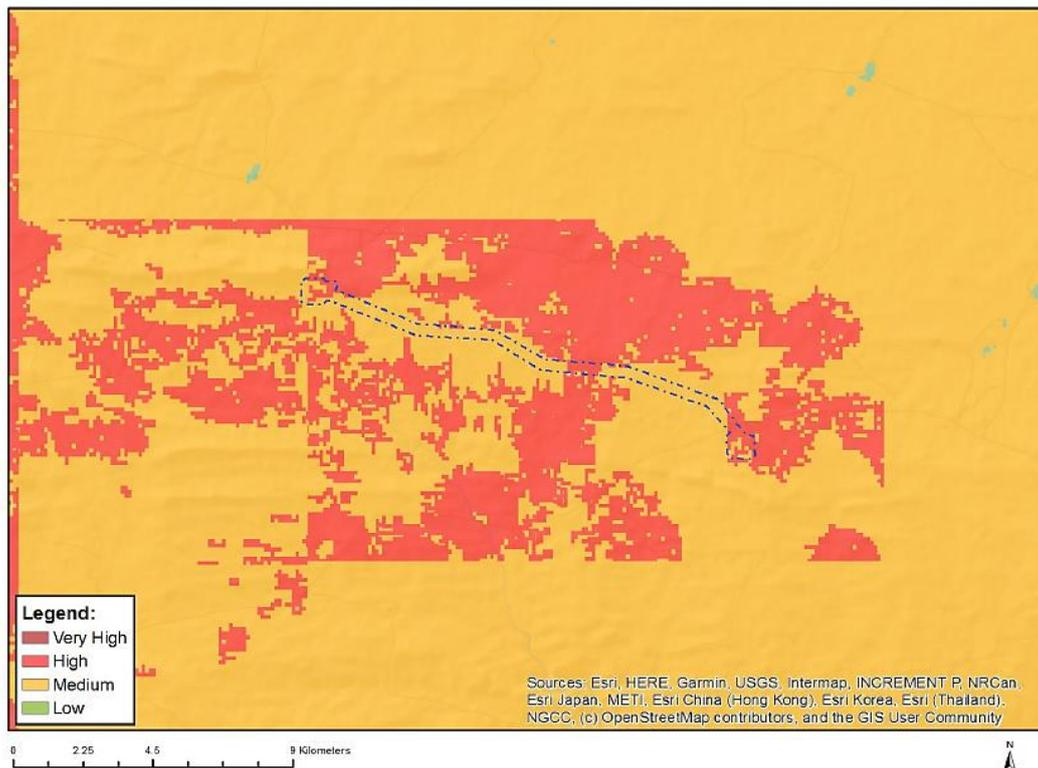 Legend:
Very High
High
Medium
Low
Sources: Esri, HERE, Garmin, USGS, Intermap, INCREMENT P, NRCan,
Esri Japan, METI, Esri China (Hong Kong), Esri Korea, Esri (Thailand),
NGCC, (c) OpenStreetMap contributors, and the GIS User Community
0 2.25 4.5 9 Kilometers
N